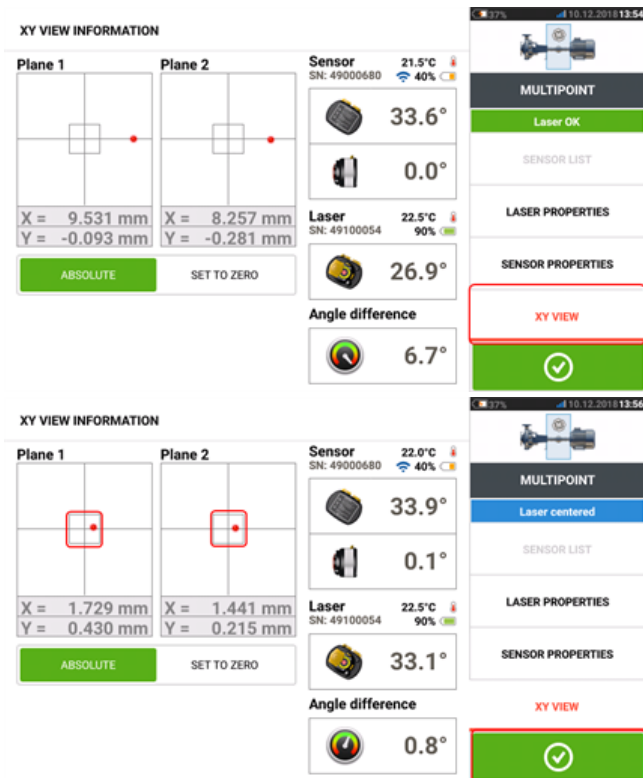 37% 10.12.2018 13:54
XY VIEW INFORMATION
Plane 1
Plane 2
X = 9.531 mm
Y = -0.093 mm
X = 8.257 mm
Y = -0.281 mm
ABSOLUTE
SET TO ZERO
Sensor 21.5°C
SN: 49000680 40%
33.6°
0.0°
Laser 22.5°C
SN: 49100054 90%
26.9°
Angle difference
6.7°
MULTIPOINT
Laser OK
SENSOR LIST
LASER PROPERTIES
SENSOR PROPERTIES
XY VIEW
37% 10.12.2018 13:56
XY VIEW INFORMATION
Plane 1
Plane 2
X = 1.729 mm
Y = 0.430 mm
X = 1.441 mm
Y = 0.215 mm
ABSOLUTE
SET TO ZERO
Sensor 22.0°C
SN: 49000680 40%
33.9°
0.1°
Laser 22.5°C
SN: 49100054 90%
33.1°
Angle difference
0.8°
MULTIPOINT
Laser centered
SENSOR LIST
LASER PROPERTIES
SENSOR PROPERTIES
XY VIEW